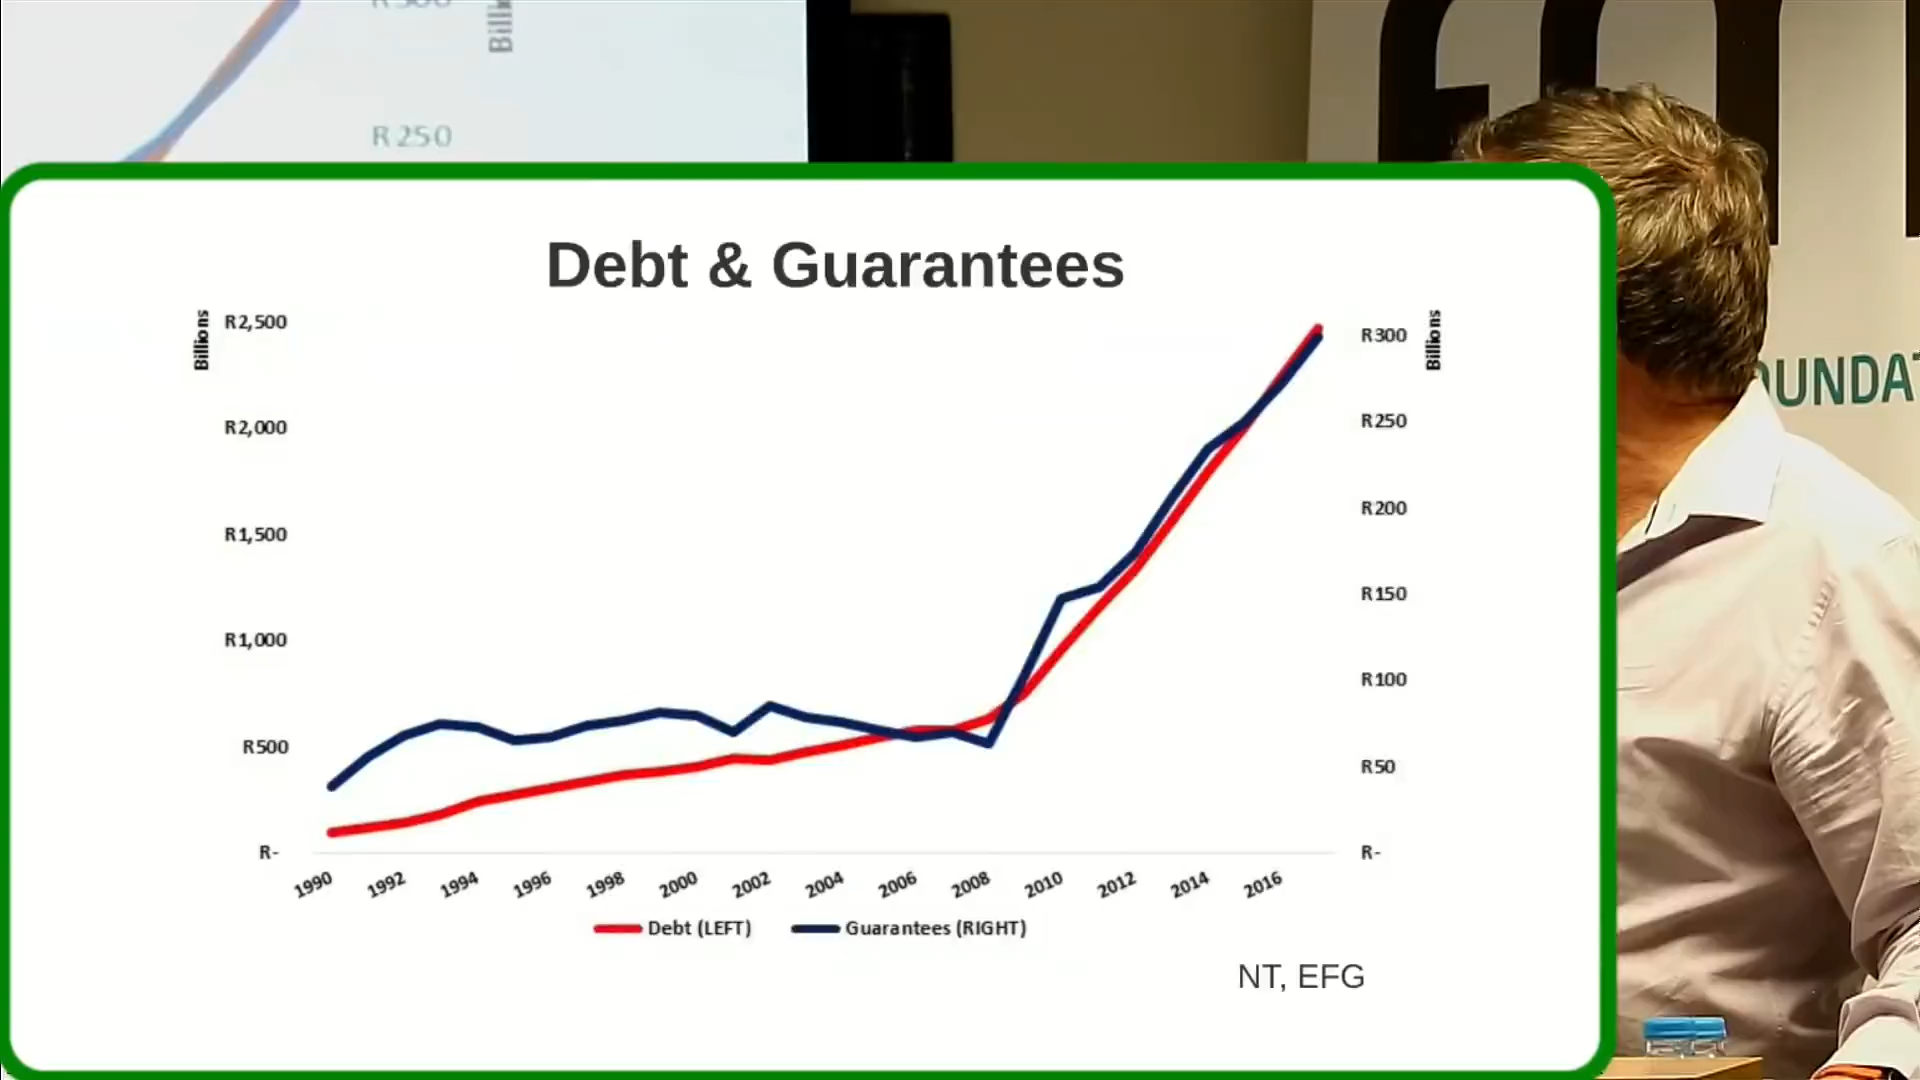 R 250
Debt & Guarantees
Billions
R2,500
R2,000
R1,500
R1,000
R500
R-
R300
R250
R200
R150
R100
R50
R-
Billions
1990 1992 1994 1996 1998 2000 2002 2004 2006 2008 2010 2012 2014 2016
Debt (LEFT) Guarantees (RIGHT)
NT, EFG